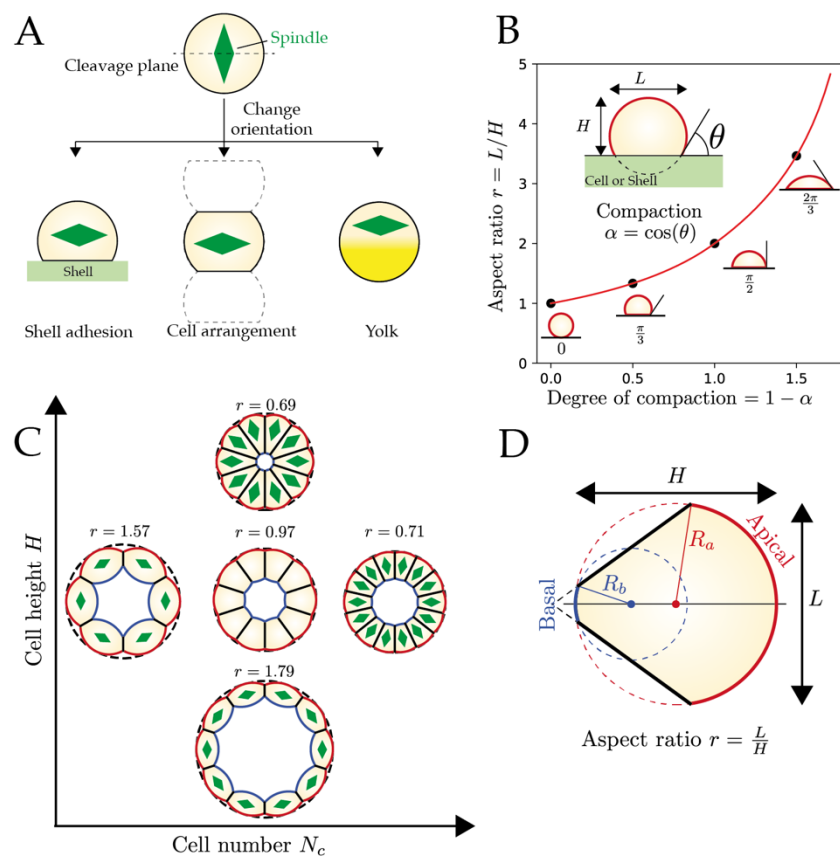 A
Spindle
Cleavage plane
Change
orientation
Shell
Shell adhesion
Cell arrangement
Yolk
B
Aspect ratio r = L/H
5
4
3
2
1
0
L
H
θ
Cell or Shell
Compaction
α = cos(θ)
0
π/3
π/2
2π/3
0.0
0.5
1.0
1.5
Degree of compaction = 1 − α
C
Cell height H
r = 0.69
r = 1.57
r = 0.97
r = 0.71
r = 1.79
Cell number N_c
D
H
R_a
Apical
R_b
Basal
L
Aspect ratio r = L/H